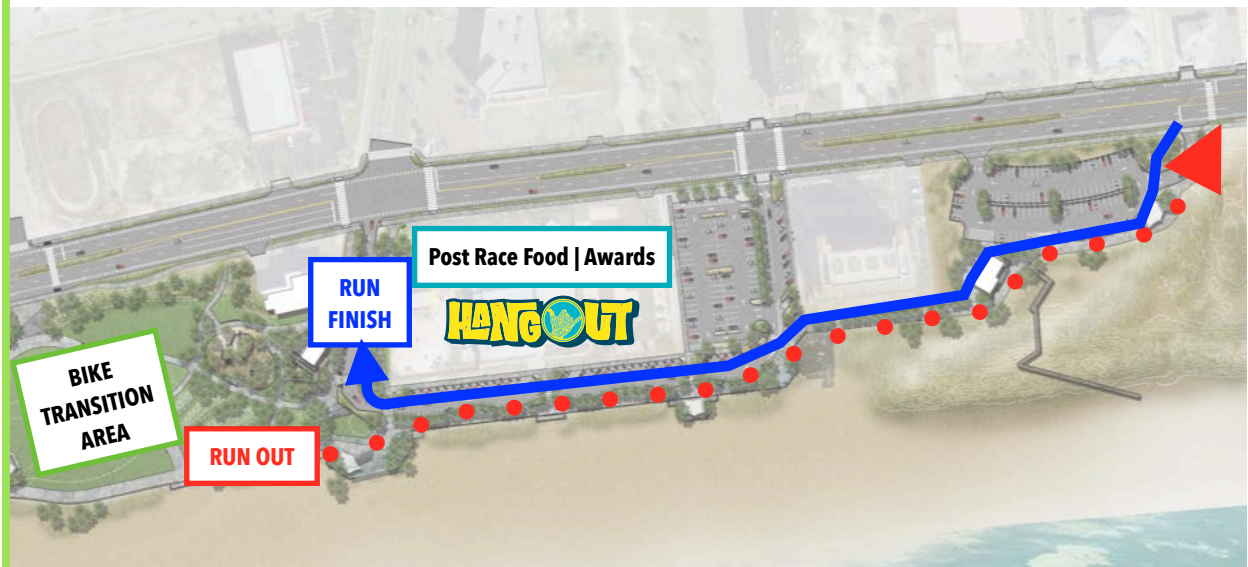 Post Race Food | Awards
RUN
FINISH
HANGOUT
BIKE
TRANSITION
AREA
RUN OUT